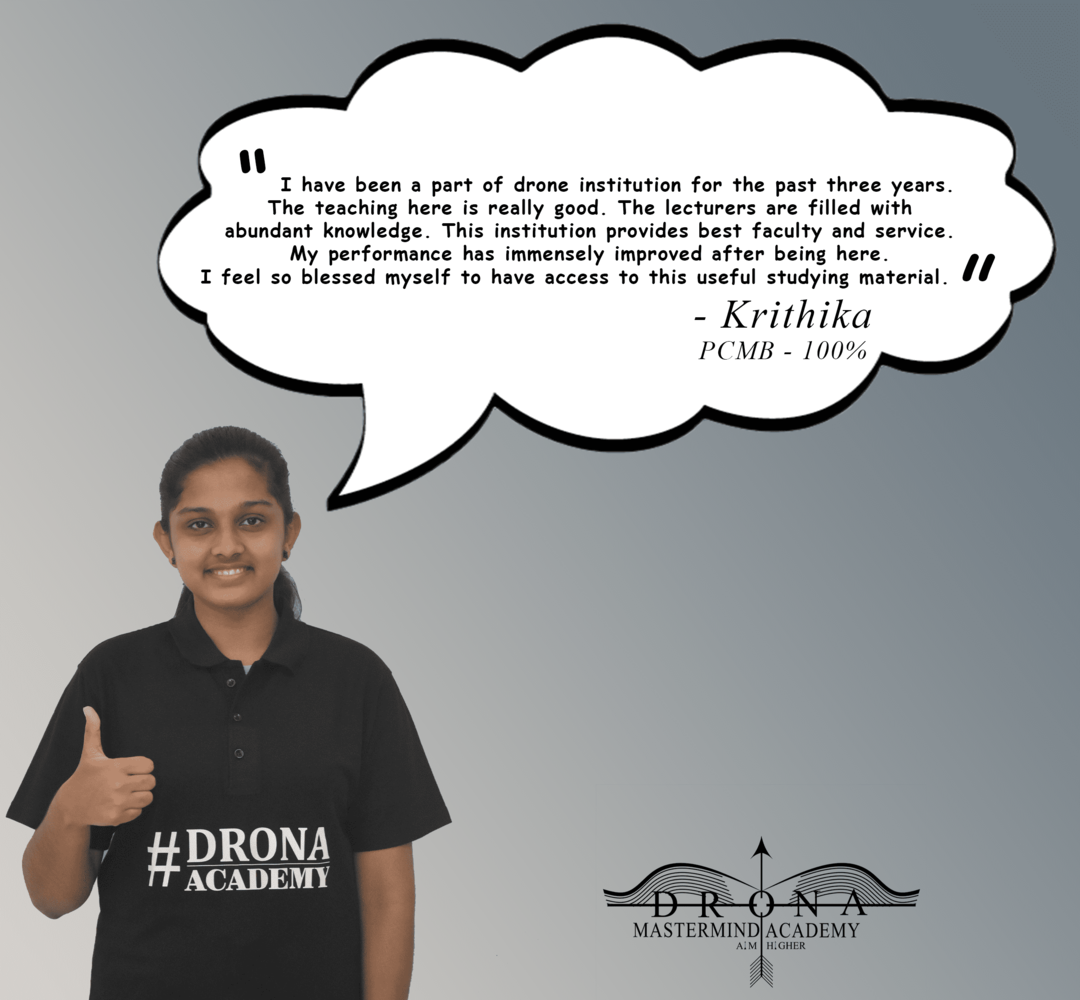 " I have been a part of drone institution for the past three years.
The teaching here is really good. The lecturers are filled with
abundant knowledge. This institution provides best faculty and service.
My performance has immensely improved after being here.
I feel so blessed myself to have access to this useful studying material. "
- Krithika
PCMB - 100%
#DRONA
ACADEMY
DRONA
MASTERMIND ACADEMY
AIM HIGHER